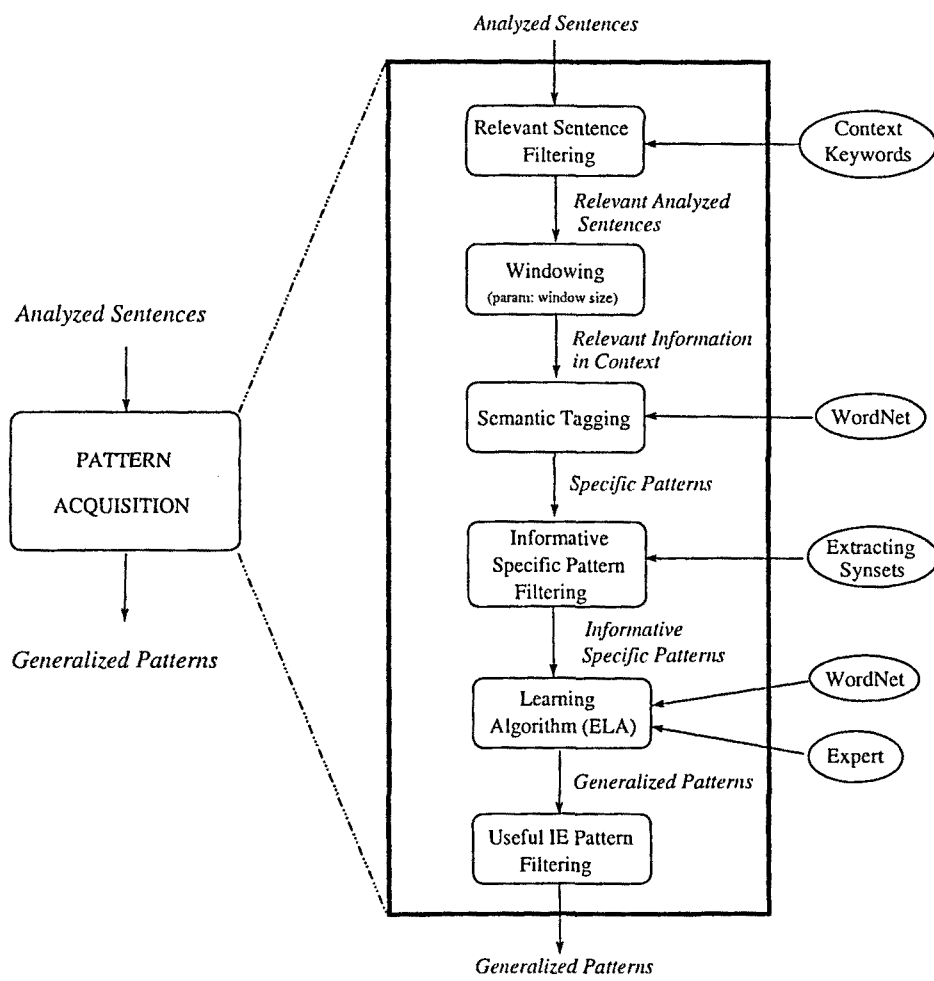 Analyzed Sentences
PATTERN
ACQUISITION
Generalized Patterns
Analyzed Sentences
Relevant Sentence
Filtering
Context
Keywords
Relevant Analyzed
Sentences
Windowing
(param: window size)
Relevant Information
in Context
Semantic Tagging
WordNet
Specific Patterns
Informative
Specific Pattern
Filtering
Extracting
Synsets
Informative
Specific Patterns
Learning
Algorithm (ELA)
WordNet
Expert
Generalized Patterns
Useful IE Pattern
Filtering
Generalized Patterns